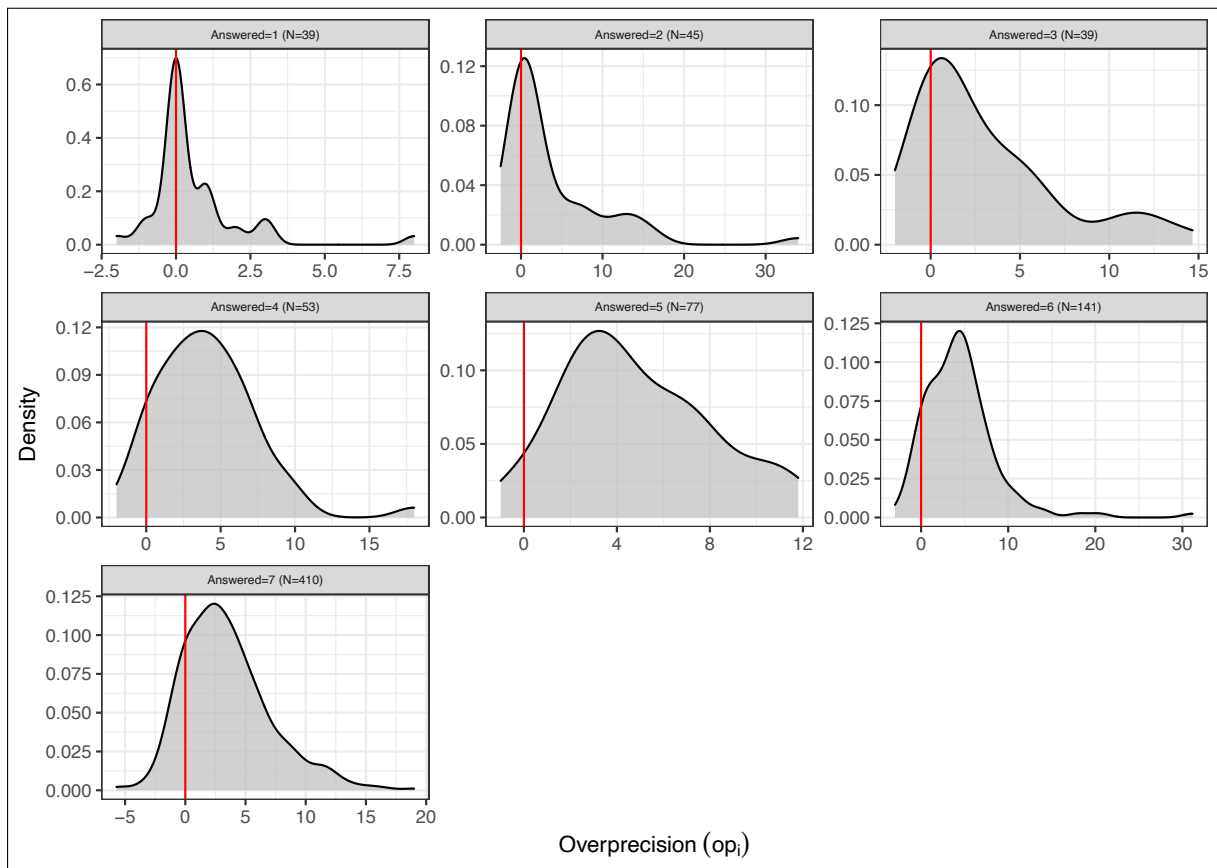 Answered=1 (N=39)
Answered=2 (N=45)
Answered=3 (N=39)
0.6
0.4
0.2
0.0
−2.5 0.0 2.5 5.0 7.5
0.12
0.08
0.04
0.00
0 10 20 30
0.10
0.05
0.00
0 5 10 15
Answered=4 (N=53)
Answered=5 (N=77)
Answered=6 (N=141)
0.12
0.09
0.06
0.03
0.00
0 5 10 15
0.10
0.05
0.00
0 4 8 12
0.125
0.100
0.075
0.050
0.025
0.000
0 10 20 30
Density
Answered=7 (N=410)
0.125
0.100
0.075
0.050
0.025
0.000
−5 0 5 10 15 20
Overprecision (opi)